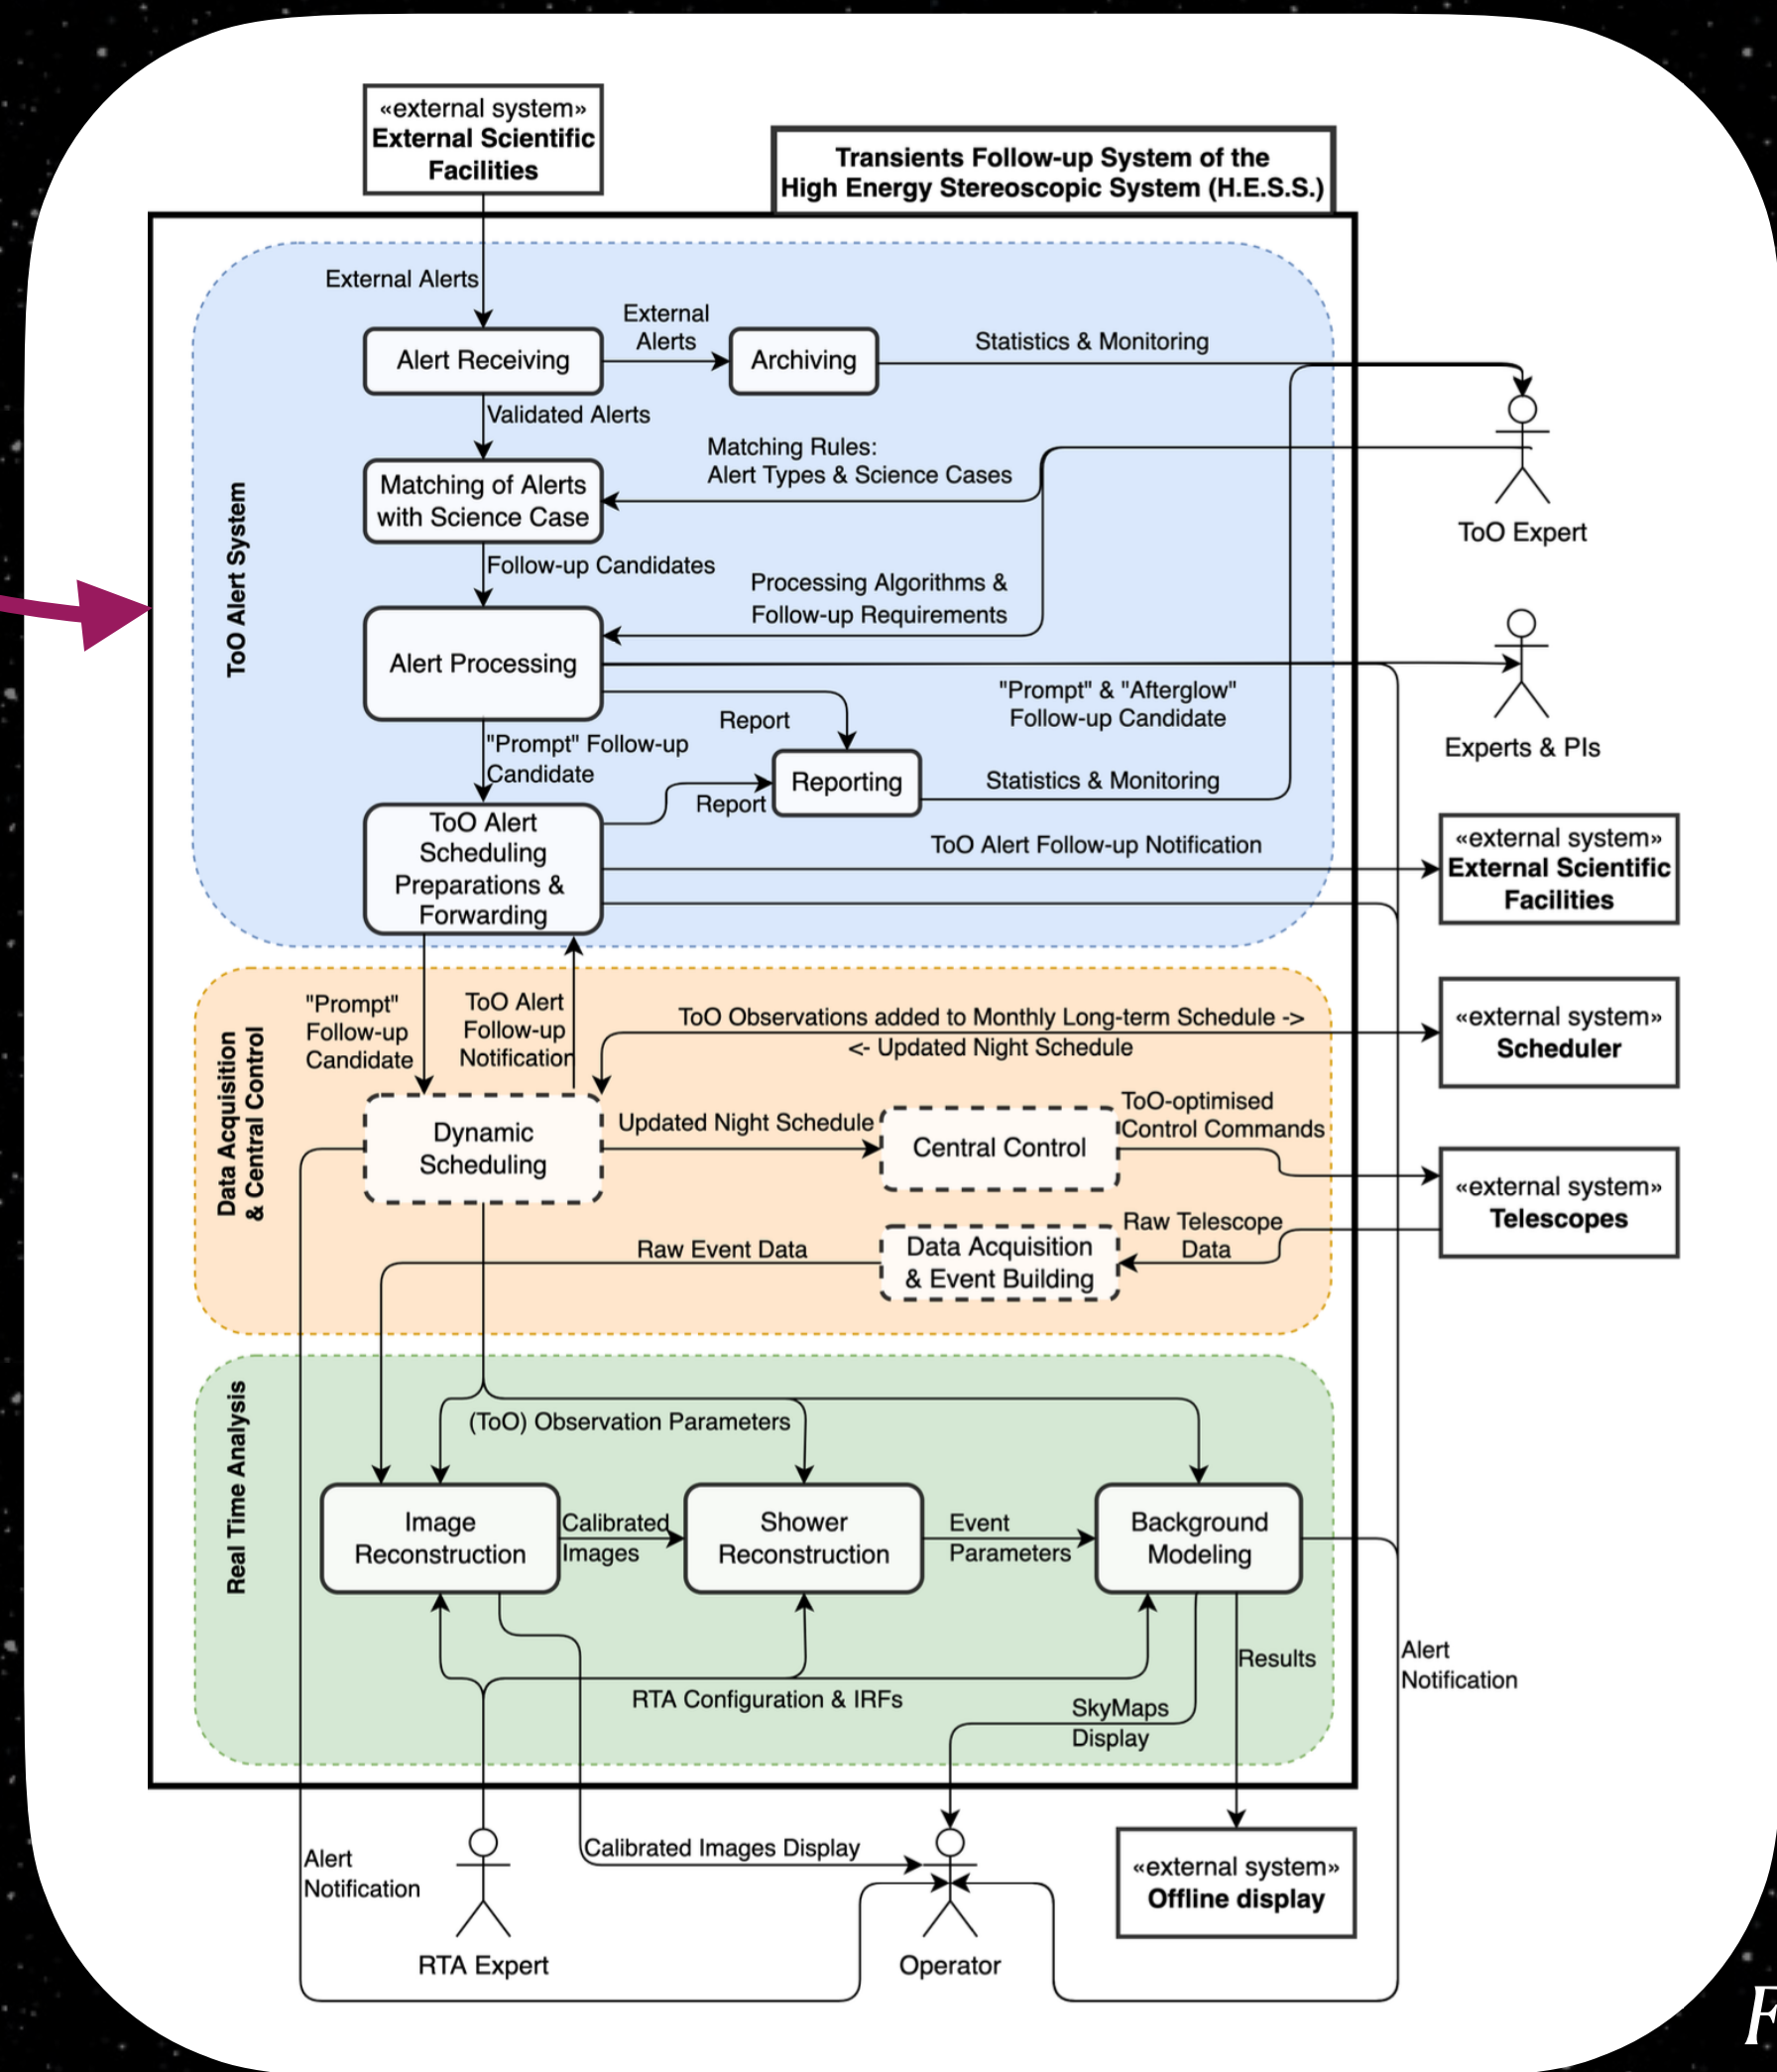 «external system»
External Scientific
Facilities
Transients Follow-up System of the
High Energy Stereoscopic System (H.E.S.S.)
External Alerts
External
Alerts
Statistics & Monitoring
Alert Receiving
Archiving
Validated Alerts
Matching Rules:
Alert Types & Science Cases
Matching of Alerts
with Science Case
ToO Expert
ToO Alert System
Follow-up Candidates
Processing Algorithms &
Follow-up Requirements
Alert Processing
"Prompt" & "Afterglow"
Follow-up Candidate
Report
Experts & PIs
"Prompt" Follow-up
Candidate
Reporting
Statistics & Monitoring
Report
ToO Alert
Scheduling
Preparations &
Forwarding
ToO Alert Follow-up Notification
«external system»
External Scientific
Facilities
"Prompt"
Follow-up
Candidate
ToO Alert
Follow-up
Notification
ToO Observations added to Monthly Long-term Schedule ->
<- Updated Night Schedule
«external system»
Scheduler
Data Acquisition
& Central Control
Dynamic
Scheduling
Updated Night Schedule
Central Control
ToO-optimised
Control Commands
«external system»
Telescopes
Raw Event Data
Data Acquisition
& Event Building
Raw Telescope
Data
Real Time Analysis
(ToO) Observation Parameters
Image
Reconstruction
Calibrated
Images
Shower
Reconstruction
Event
Parameters
Background
Modeling
RTA Configuration & IRFs
Results
SkyMaps
Display
Alert
Notification
Alert
Notification
Calibrated Images Display
RTA Expert
Operator
«external system»
Offline display
F